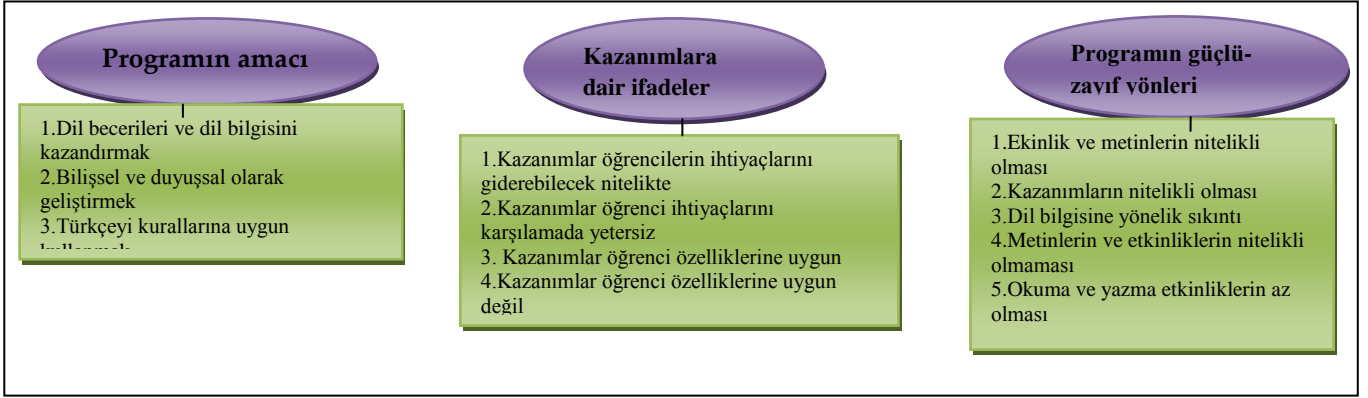 Programın amacı
1.Dil becerileri ve dil bilgisini
kazandırmak
2.Bilişsel ve duyuşsal olarak
geliştirmek
3.Türkçeyi kurallarına uygun
Kazanımlara
dair ifadeler
1.Kazanımlar öğrencilerin ihtiyaçlarını
giderebilecek nitelikte
2.Kazanımlar öğrenci ihtiyaçlarını
karşılamada yetersiz
3. Kazanımlar öğrenci özelliklerine uygun
4.Kazanımlar öğrenci özelliklerine uygun
değil
Programın güçlü-
zayıf yönleri
1.Ekinlik ve metinlerin nitelikli
olması
2.Kazanımların nitelikli olması
3.Dil bilgisine yönelik sıkıntı
4.Metinlerin ve etkinliklerin nitelikli
olmaması
5.Okuma ve yazma etkinliklerin az
olması